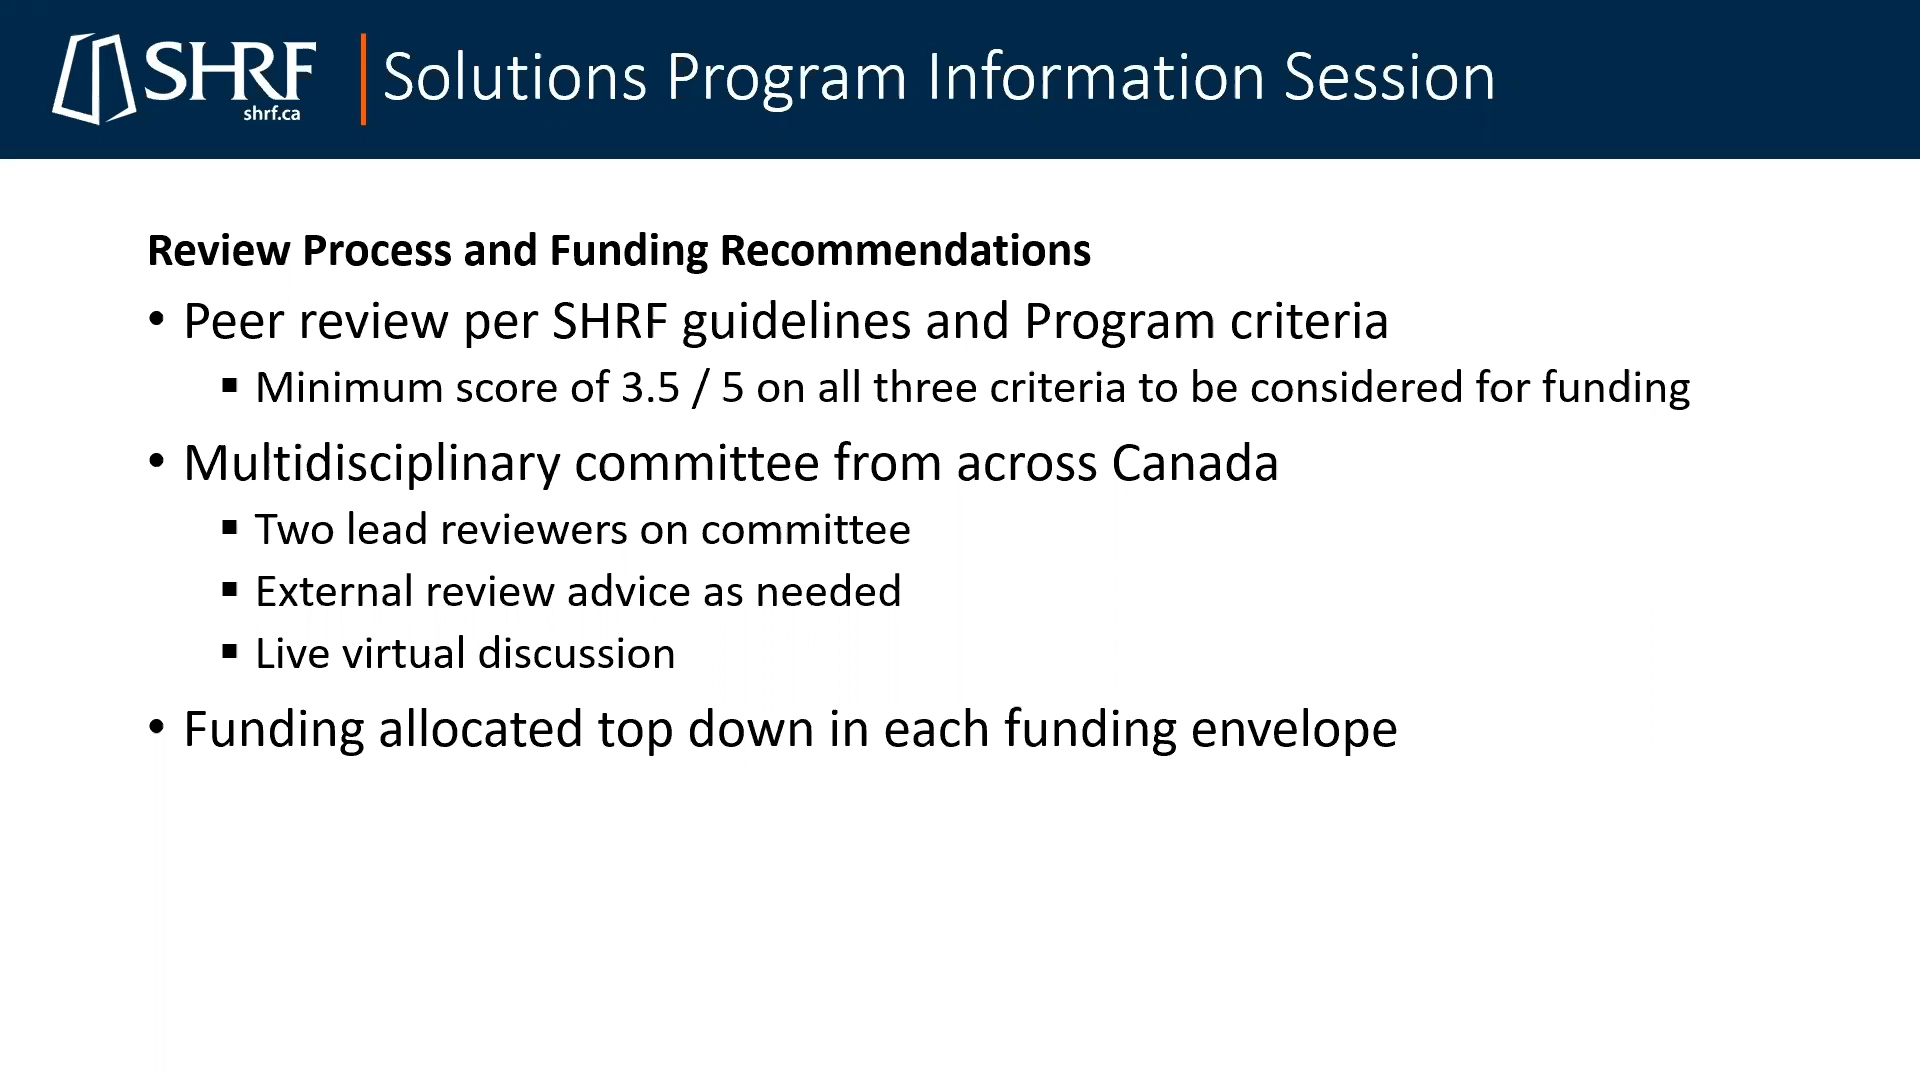 SHRF
shrf.ca
Solutions Program Information Session
Review Process and Funding Recommendations
• Peer review per SHRF guidelines and Program criteria
▪ Minimum score of 3.5 / 5 on all three criteria to be considered for funding
• Multidisciplinary committee from across Canada
▪ Two lead reviewers on committee
▪ External review advice as needed
▪ Live virtual discussion
• Funding allocated top down in each funding envelope